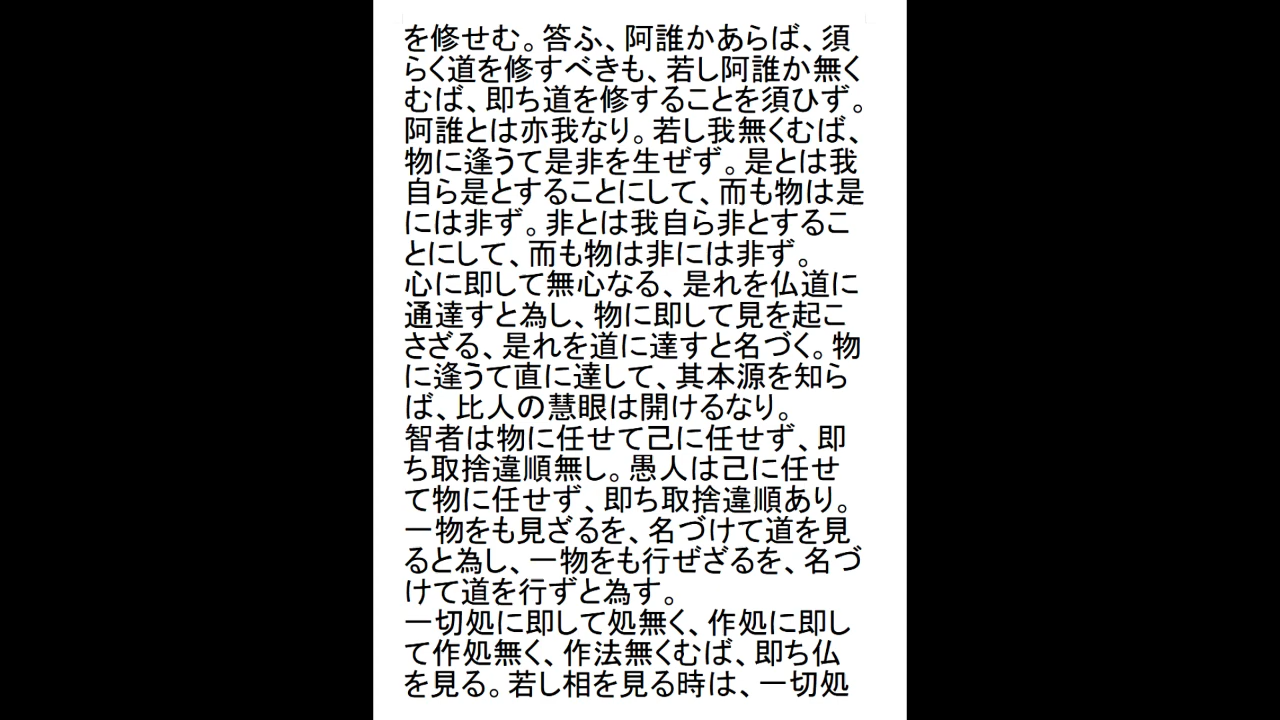 を修せむ。答ふ、阿誰かあらば、須
らく道を修すべきも、若し阿誰か無く
むば、即ち道を修することを須ひず。
阿誰とは亦我なり。若し我無くむば、
物に逢うて是非を生ぜず。是とは我
自ら是とすることにして、而も物は是
には非ず。非とは我自ら非とするこ
とにして、而も物は非には非ず。
心に即して無心なる、是れを仏道に
通達すと為し、物に即して見を起こ
さざる、是れを道に達すと名づく。物
に逢うて直に達して、其本源を知ら
ば、比人の慧眼は開けるなり。
智者は物に任せて己に任せず、即
ち取捨違順無し。愚人は己に任せ
て物に任せず、即ち取捨違順あり。
一物をも見ざるを、名づけて道を見
ると為し、一物をも行ぜざるを、名づ
けて道を行ずと為す。
一切処に即して処無く、作処に即し
て作処無く、作法無くむば、即ち仏
を見る。若し相を見る時は、一切処